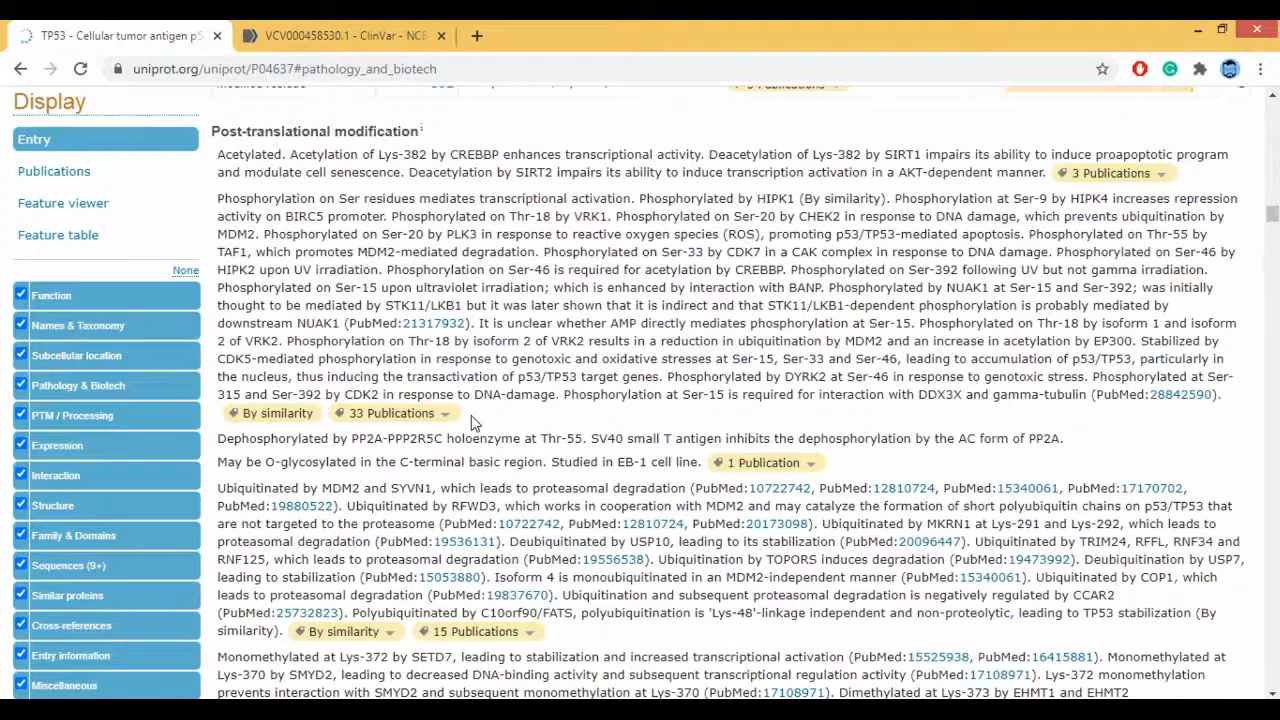 TP53 - Cellular tumor antigen p5
VCV000458530.1 - ClinVar - NCB
uniprot.org/uniprot/P04637#pathology_and_biotech
Display
Entry
Publications
Feature viewer
Feature table
None
Function
Names & Taxonomy
Subcellular location
Pathology & Biotech
PTM / Processing
Expression
Interaction
Structure
Family & Domains
Sequences (9+)
Similar proteins
Cross-references
Entry information
Miscellaneous
Post-translational modification i
Acetylated. Acetylation of Lys-382 by CREBBP enhances transcriptional activity. Deacetylation of Lys-382 by SIRT1 impairs its ability to induce proapoptotic program
and modulate cell senescence. Deacetylation by SIRT2 impairs its ability to induce transcription activation in a AKT-dependent manner. 3 Publications
Phosphorylation on Ser residues mediates transcriptional activation. Phosphorylated by HIPK1 (By similarity). Phosphorylation at Ser-9 by HIPK4 increases repression
activity on BIRC5 promoter. Phosphorylated on Thr-18 by VRK1. Phosphorylated on Ser-20 by CHEK2 in response to DNA damage, which prevents ubiquitination by
MDM2. Phosphorylated on Ser-20 by PLK3 in response to reactive oxygen species (ROS), promoting p53/TP53-mediated apoptosis. Phosphorylated on Thr-55 by
TAF1, which promotes MDM2-mediated degradation. Phosphorylated on Ser-33 by CDK7 in a CAK complex in response to DNA damage. Phosphorylated on Ser-46 by
HIPK2 upon UV irradiation. Phosphorylation on Ser-46 is required for acetylation by CREBBP. Phosphorylated on Ser-392 following UV but not gamma irradiation.
Phosphorylated on Ser-15 upon ultraviolet irradiation; which is enhanced by interaction with BANP. Phosphorylated by NUAK1 at Ser-15 and Ser-392; was initially
thought to be mediated by STK11/LKB1 but it was later shown that it is indirect and that STK11/LKB1-dependent phosphorylation is probably mediated by
downstream NUAK1 (PubMed:21317932). It is unclear whether AMP directly mediates phosphorylation at Ser-15. Phosphorylated on Thr-18 by isoform 1 and isoform
2 of VRK2. Phosphorylation on Thr-18 by isoform 2 of VRK2 results in a reduction in ubiquitination by MDM2 and an increase in acetylation by EP300. Stabilized by
CDK5-mediated phosphorylation in response to genotoxic and oxidative stresses at Ser-15, Ser-33 and Ser-46, leading to accumulation of p53/TP53, particularly in
the nucleus, thus inducing the transactivation of p53/TP53 target genes. Phosphorylated by DYRK2 at Ser-46 in response to genotoxic stress. Phosphorylated at Ser-
315 and Ser-392 by CDK2 in response to DNA-damage. Phosphorylation at Ser-15 is required for interaction with DDX3X and gamma-tubulin (PubMed:28842590).
By similarity 33 Publications
Dephosphorylated by PP2A-PPP2R5C holoenzyme at Thr-55. SV40 small T antigen inhibits the dephosphorylation by the AC form of PP2A.
May be O-glycosylated in the C-terminal basic region. Studied in EB-1 cell line. 1 Publication
Ubiquitinated by MDM2 and SYVN1, which leads to proteasomal degradation (PubMed:10722742, PubMed:12810724, PubMed:15340061, PubMed:17170702,
PubMed:19880522). Ubiquitinated by RFWD3, which works in cooperation with MDM2 and may catalyze the formation of short polyubiquitin chains on p53/TP53 that
are not targeted to the proteasome (PubMed:10722742, PubMed:12810724, PubMed:20173098). Ubiquitinated by MKRN1 at Lys-291 and Lys-292, which leads to
proteasomal degradation (PubMed:19536131). Deubiquitinated by USP10, leading to its stabilization (PubMed:20096447). Ubiquitinated by TRIM24, RFFL, RNF34 and
RNF125, which leads to proteasomal degradation (PubMed:19556538). Ubiquitination by TOPORS induces degradation (PubMed:19473992). Deubiquitination by USP7,
leading to stabilization (PubMed:15053880). Isoform 4 is monoubiquitinated in an MDM2-independent manner (PubMed:15340061). Ubiquitinated by COP1, which
leads to proteasomal degradation (PubMed:19837670). Ubiquitination and subsequent proteasomal degradation is negatively regulated by CCAR2
(PubMed:25732823). Polyubiquitinated by C10orf90/FATS, polyubiquitination is 'Lys-48'-linkage independent and non-proteolytic, leading to TP53 stabilization (By
similarity). By similarity 15 Publications
Monomethylated at Lys-372 by SETD7, leading to stabilization and increased transcriptional activation (PubMed:15525938, PubMed:16415881). Monomethylated at
Lys-370 by SMYD2, leading to decreased DNA-binding activity and subsequent transcriptional regulation activity (PubMed:17108971). Lys-372 monomethylation
prevents interaction with SMYD2 and subsequent monomethylation at Lys-370 (PubMed:17108971). Dimethylated at Lys-373 by EHMT1 and EHMT2